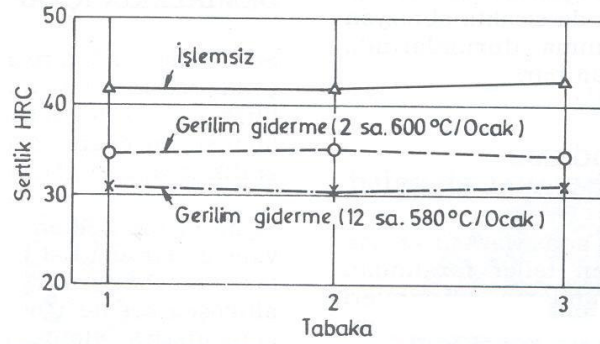 Sertlik HRC
50
40
30
20
İşlemsiz
Gerilim giderme (2 sa. 600 °C/Ocak)
Gerilim giderme (12 sa. 580°C/Ocak)
1 2 3
Tabaka